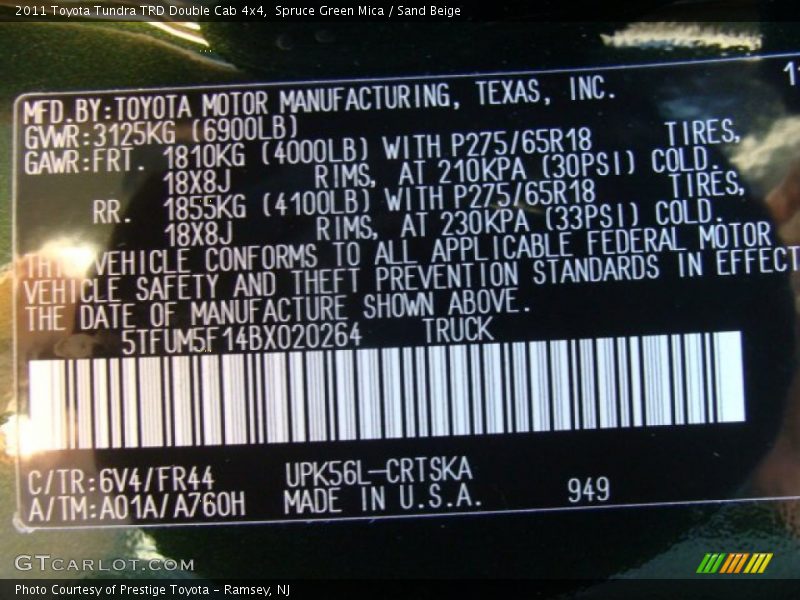 2011 Toyota Tundra TRD Double Cab 4x4,  Spruce Green Mica / Sand Beige
MFD.BY:TOYOTA MOTOR MANUFACTURING, TEXAS, INC.
GVWR:3125KG (6900LB)
GAWR:FRT. 1810KG (4000LB) WITH P275/65R18 TIRES,
18X8J RIMS, AT 210KPA (30PSI) COLD.
RR. 1855KG (4100LB) WITH P275/65R18 TIRES,
18X8J RIMS, AT 230KPA (33PSI) COLD.
THIS VEHICLE CONFORMS TO ALL APPLICABLE FEDERAL MOTOR
VEHICLE SAFETY AND THEFT PREVENTION STANDARDS IN EFFECT
THE DATE OF MANUFACTURE SHOWN ABOVE.
5TFUM5F14BX020264 TRUCK
C/TR:6V4/FR44 UPK56L-CRTSKA
A/TM:A01A/A760H MADE IN U.S.A. 949
GTCARLOT.COM
Photo Courtesy of Prestige Toyota - Ramsey, NJ